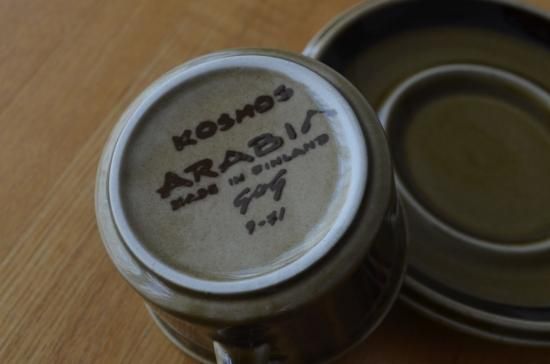 KOSMOS
ARABIA
MADE IN FINLAND
GOG
9-71